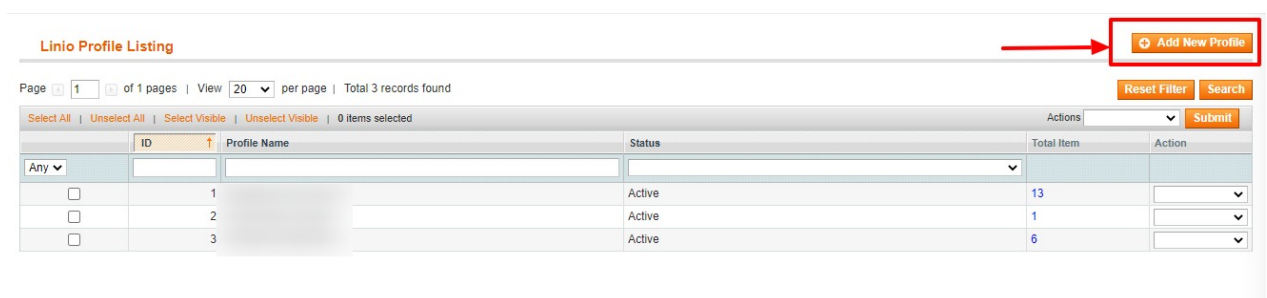 Linio Profile Listing
Add New Profile
Page 1 of 1 pages | View 20 per page | Total 3 records found
Reset Filter Search
Select All | Unselect All | Select Visible | Unselect Visible | 0 items selected Actions Submit
ID ↑ Profile Name Status Total Item Action
Any
1 Active 13
2 Active 1
3 Active 6